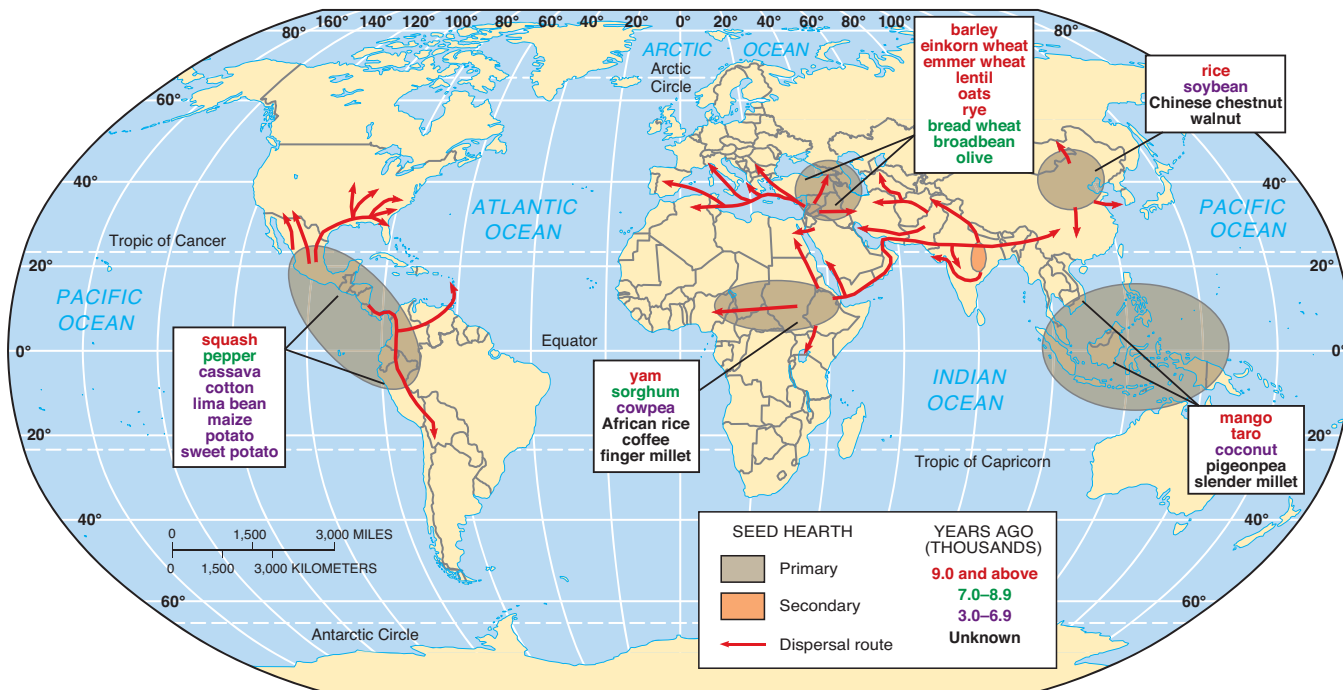 160° 140° 120° 100° 80° 60° 40° 20° 0° 20° 40° 60° 80° 100° 120° 140° 160°
80°
80°
ARCTIC OCEAN
Arctic
Circle
60°
40°
40°
ATLANTIC
OCEAN
PACIFIC
OCEAN
Tropic of Cancer
20°
20°
PACIFIC
OCEAN
Equator
0°
0°
INDIAN
OCEAN
20°
20°
Tropic of Capricorn
40°
40°
60°
60°
Antarctic Circle
barley
einkorn wheat
emmer wheat
lentil
oats
rye
bread wheat
broadbean
olive
rice
soybean
Chinese chestnut
walnut
squash
pepper
cassava
cotton
lima bean
maize
potato
sweet potato
yam
sorghum
cowpea
African rice
coffee
finger millet
mango
taro
coconut
pigeonpea
slender millet
0 1,500 3,000 MILES
0 1,500 3,000 KILOMETERS
SEED HEARTH
Primary
Secondary
Dispersal route
YEARS AGO
(THOUSANDS)
9.0 and above
7.0–8.9
3.0–6.9
Unknown